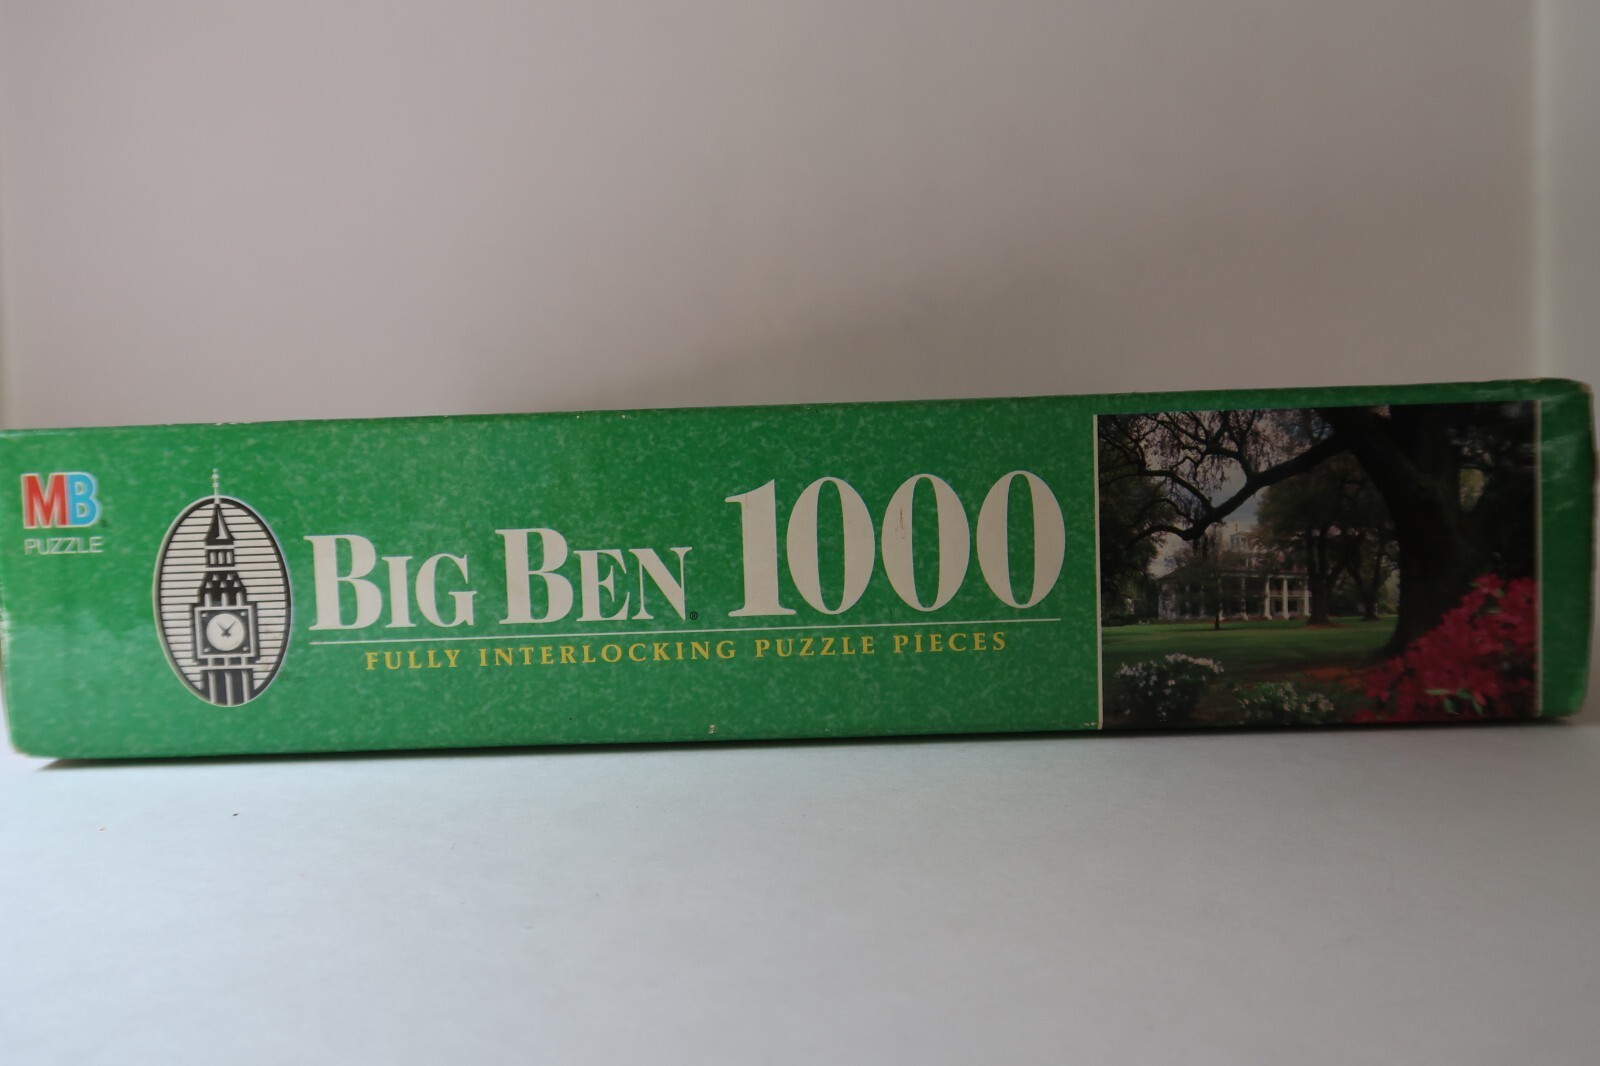 MB
PUZZLE
BIG BEN® 1000
FULLY INTERLOCKING PUZZLE PIECES